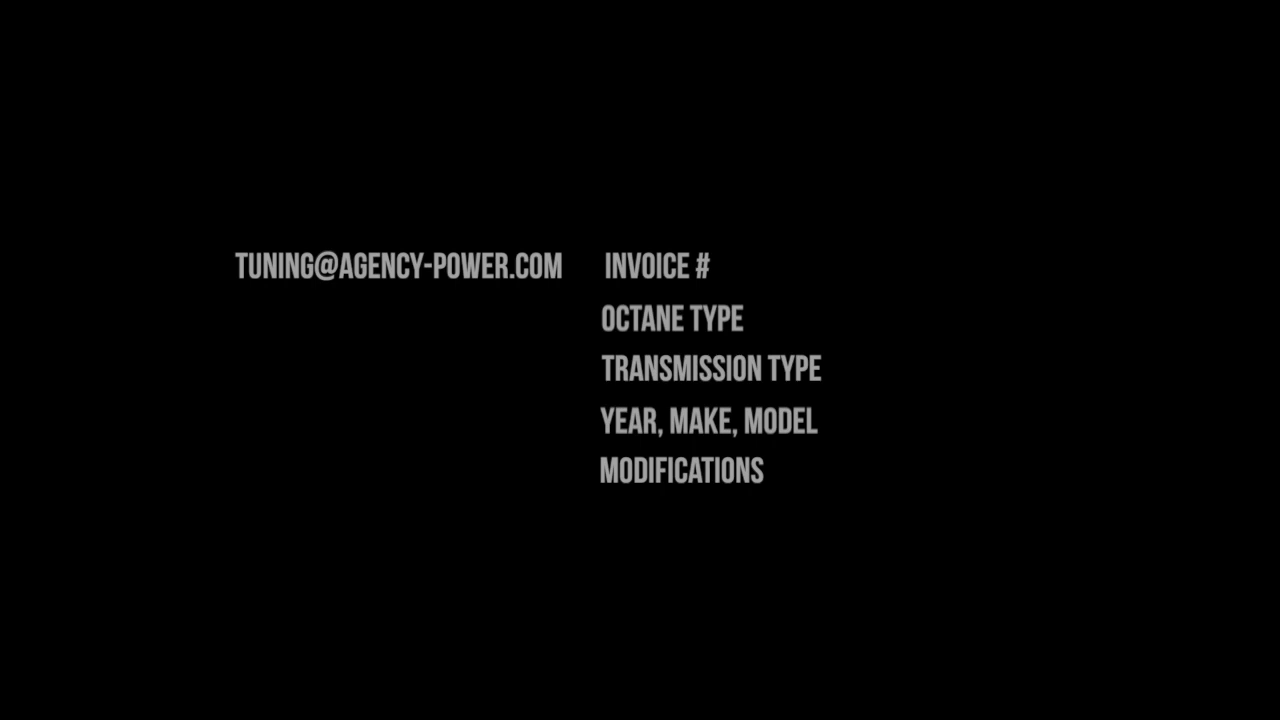 TUNING@AGENCY-POWER.COM INVOICE #
OCTANE TYPE
TRANSMISSION TYPE
YEAR, MAKE, MODEL
MODIFICATIONS